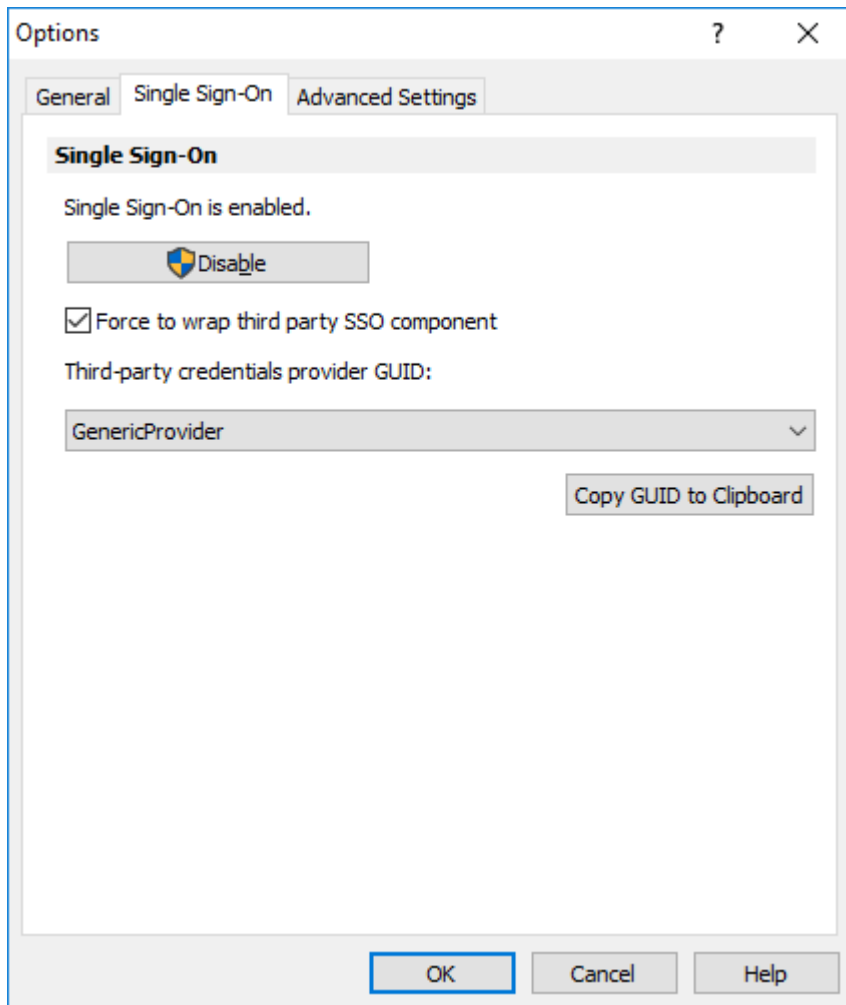 Options
?
General
Single Sign-On
Advanced Settings
Single Sign-On
Single Sign-On is enabled.
Disable
Force to wrap third party SSO component
Third-party credentials provider GUID:
GenericProvider
Copy GUID to Clipboard
OK
Cancel
Help